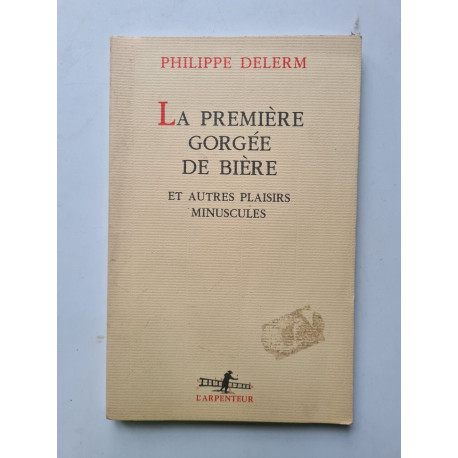 PHILIPPE DELERM
LA PREMIÈRE
GORGÉE
DE BIÈRE
ET AUTRES PLAISIRS
MINUSCULES
L'ARPENTEUR